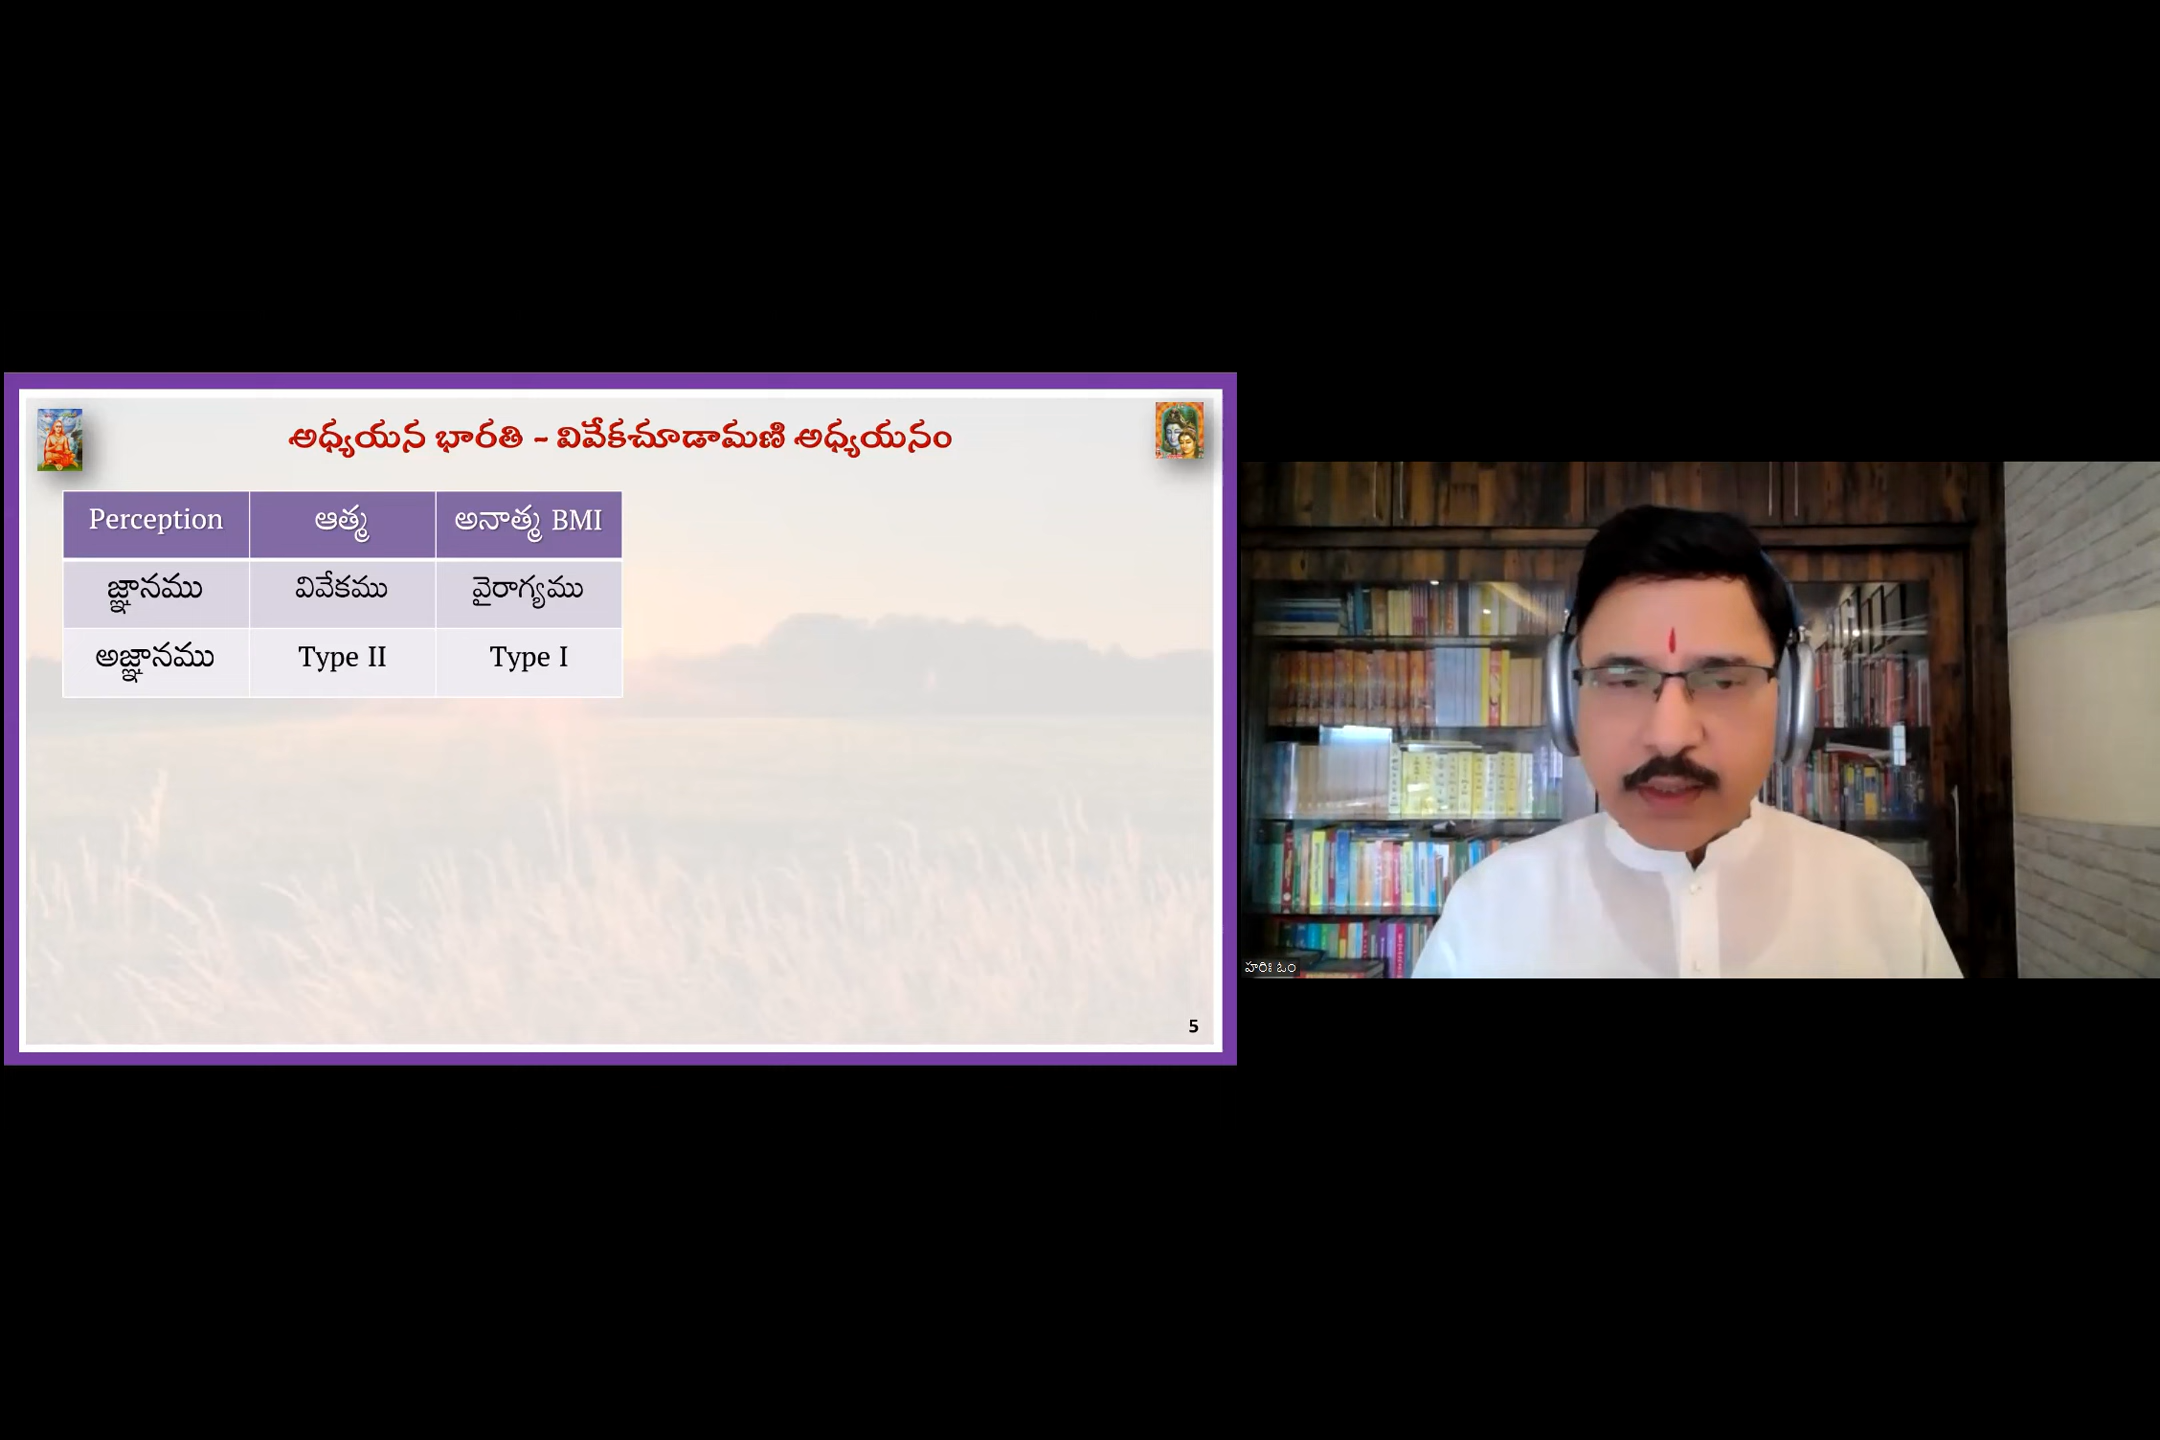 అధ్యయన భారతి ~ వివేకచూడామణి అధ్యయనం
Perception ఆత్మ అనాత్మ BMI
జ్ఞానము వివేకము వైరాగ్యము
అజ్ఞానము Type II Type I
5
హరిః ఓం